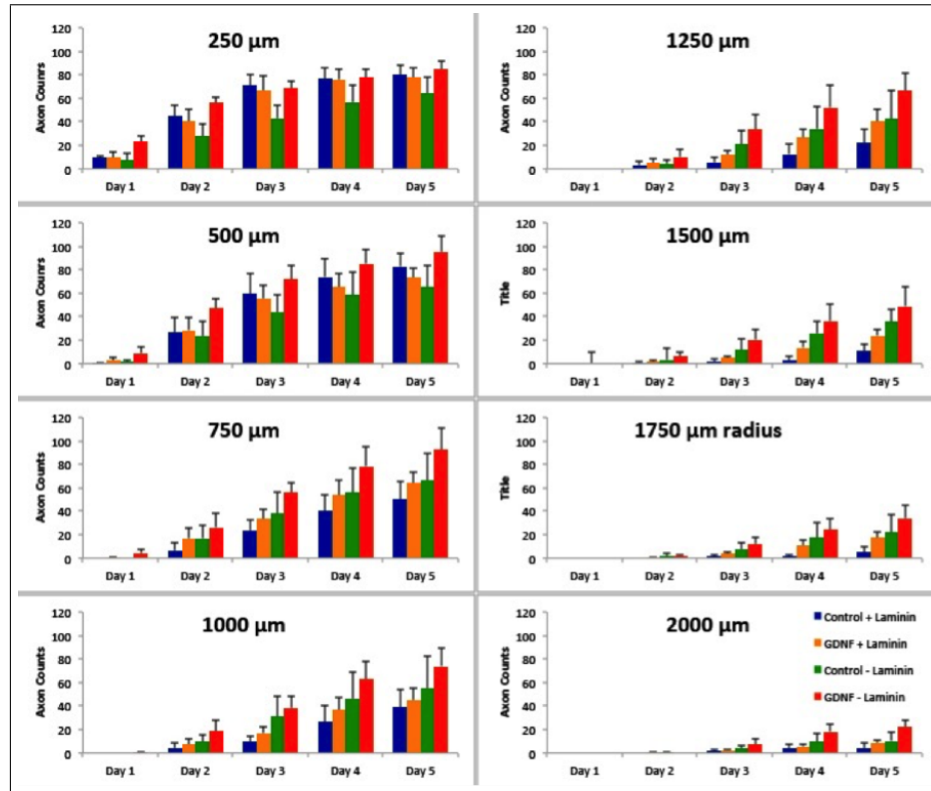 250 µm
120
100
80
60
40
20
0
Axon Counrs
Day 1 Day 2 Day 3 Day 4 Day 5
500 µm
120
100
80
60
40
20
0
Axon Counrs
Day 1 Day 2 Day 3 Day 4 Day 5
750 µm
120
100
80
60
40
20
0
Axon Counts
Day 1 Day 2 Day 3 Day 4 Day 5
1000 µm
120
100
80
60
40
20
0
Axon Counts
Day 1 Day 2 Day 3 Day 4 Day 5
1250 µm
120
100
80
60
40
20
0
Axon Counts
Day 1 Day 2 Day 3 Day 4 Day 5
1500 µm
120
100
80
60
40
20
0
Title
Day 1 Day 2 Day 3 Day 4 Day 5
1750 µm radius
120
100
80
60
40
20
0
Title
Day 1 Day 2 Day 3 Day 4 Day 5
2000 µm
120
100
80
60
40
20
0
Axon Counts
Day 1 Day 2 Day 3 Day 4 Day 5
Control + Laminin
GDNF + Laminin
Control - Laminin
GDNF - Laminin